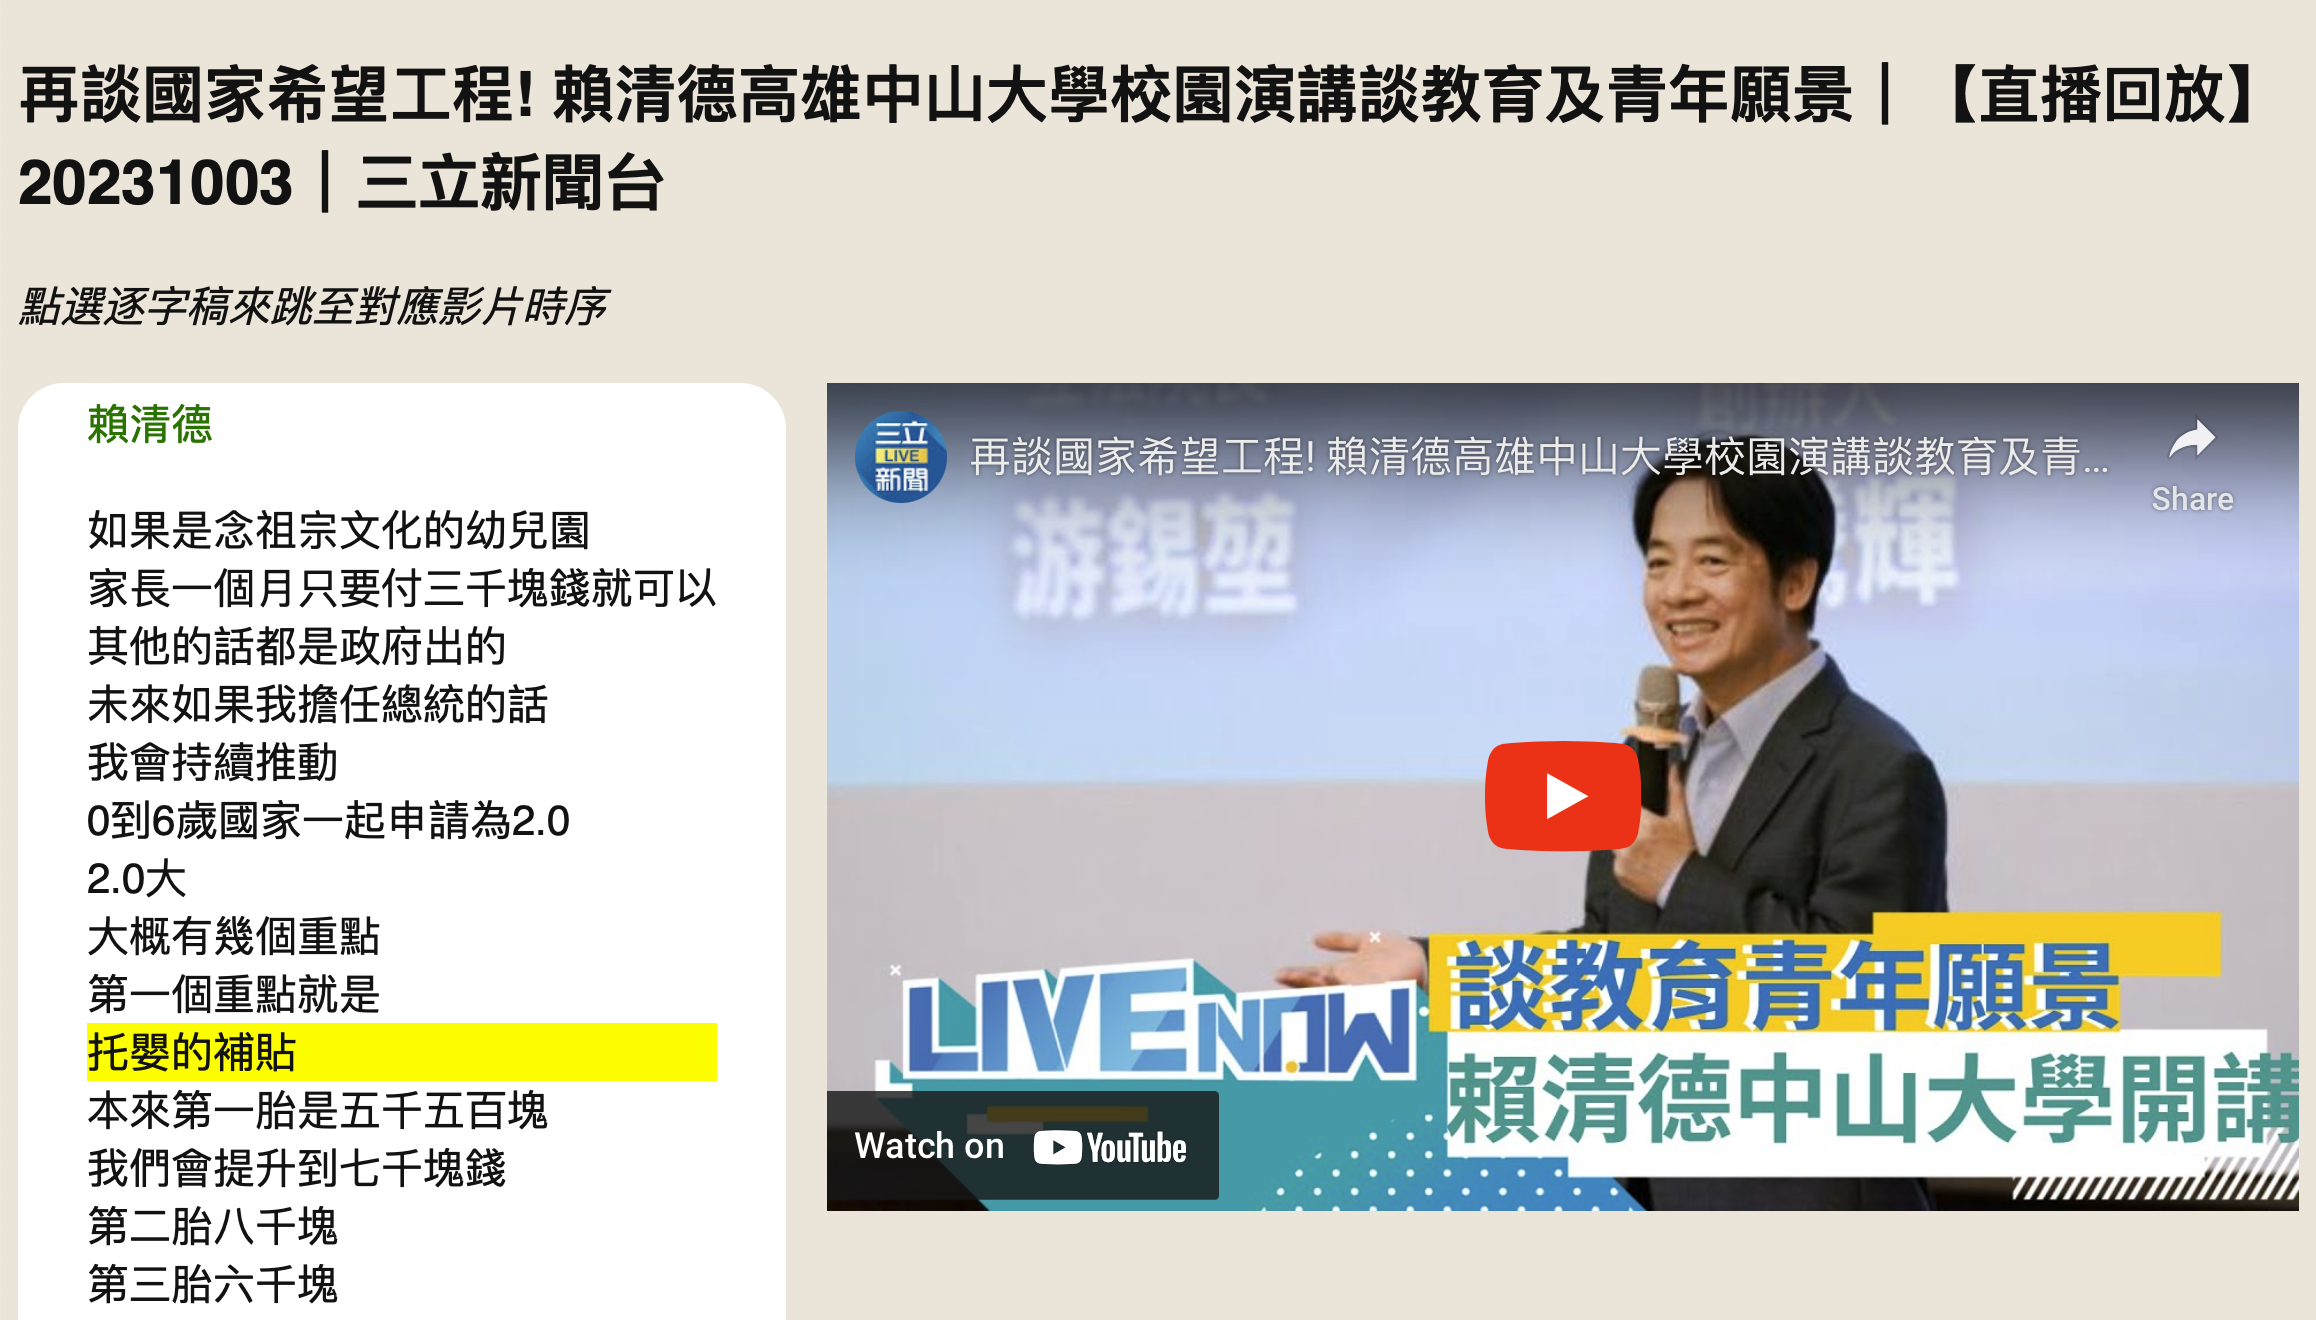 再談國家希望工程! 賴清德高雄中山大學校園演講談教育及青年願景｜【直播回放】
20231003｜三立新聞台
點選逐字稿來跳至對應影片時序
賴清德
如果是念祖宗文化的幼兒園
家長一個月只要付三千塊錢就可以
其他的話都是政府出的
未來如果我擔任總統的話
我會持續推動
0到6歲國家一起申請為2.0
2.0大
大概有幾個重點
第一個重點就是
托嬰的補貼
本來第一胎是五千五百塊
我們會提升到七千塊錢
第二胎八千塊
第三胎六千塊
三立
LIVE
新聞
再談國家希望工程! 賴清德高雄中山大學校園演講談教育及青...
Share
創辦人
游錫堃
輝
LIVE NOW
談教育青年願景
賴清德中山大學開講
Watch on YouTube